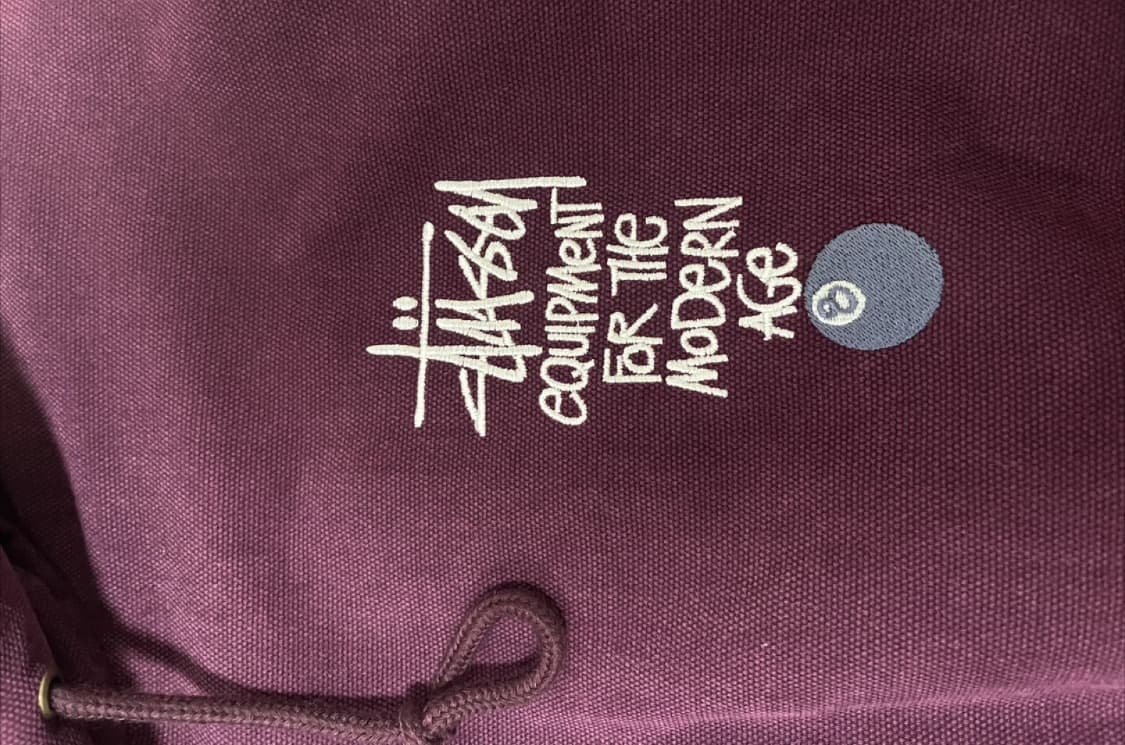 Stüssy
EQUIPMeNT
FoR THe
MoDeRN
AGe
8